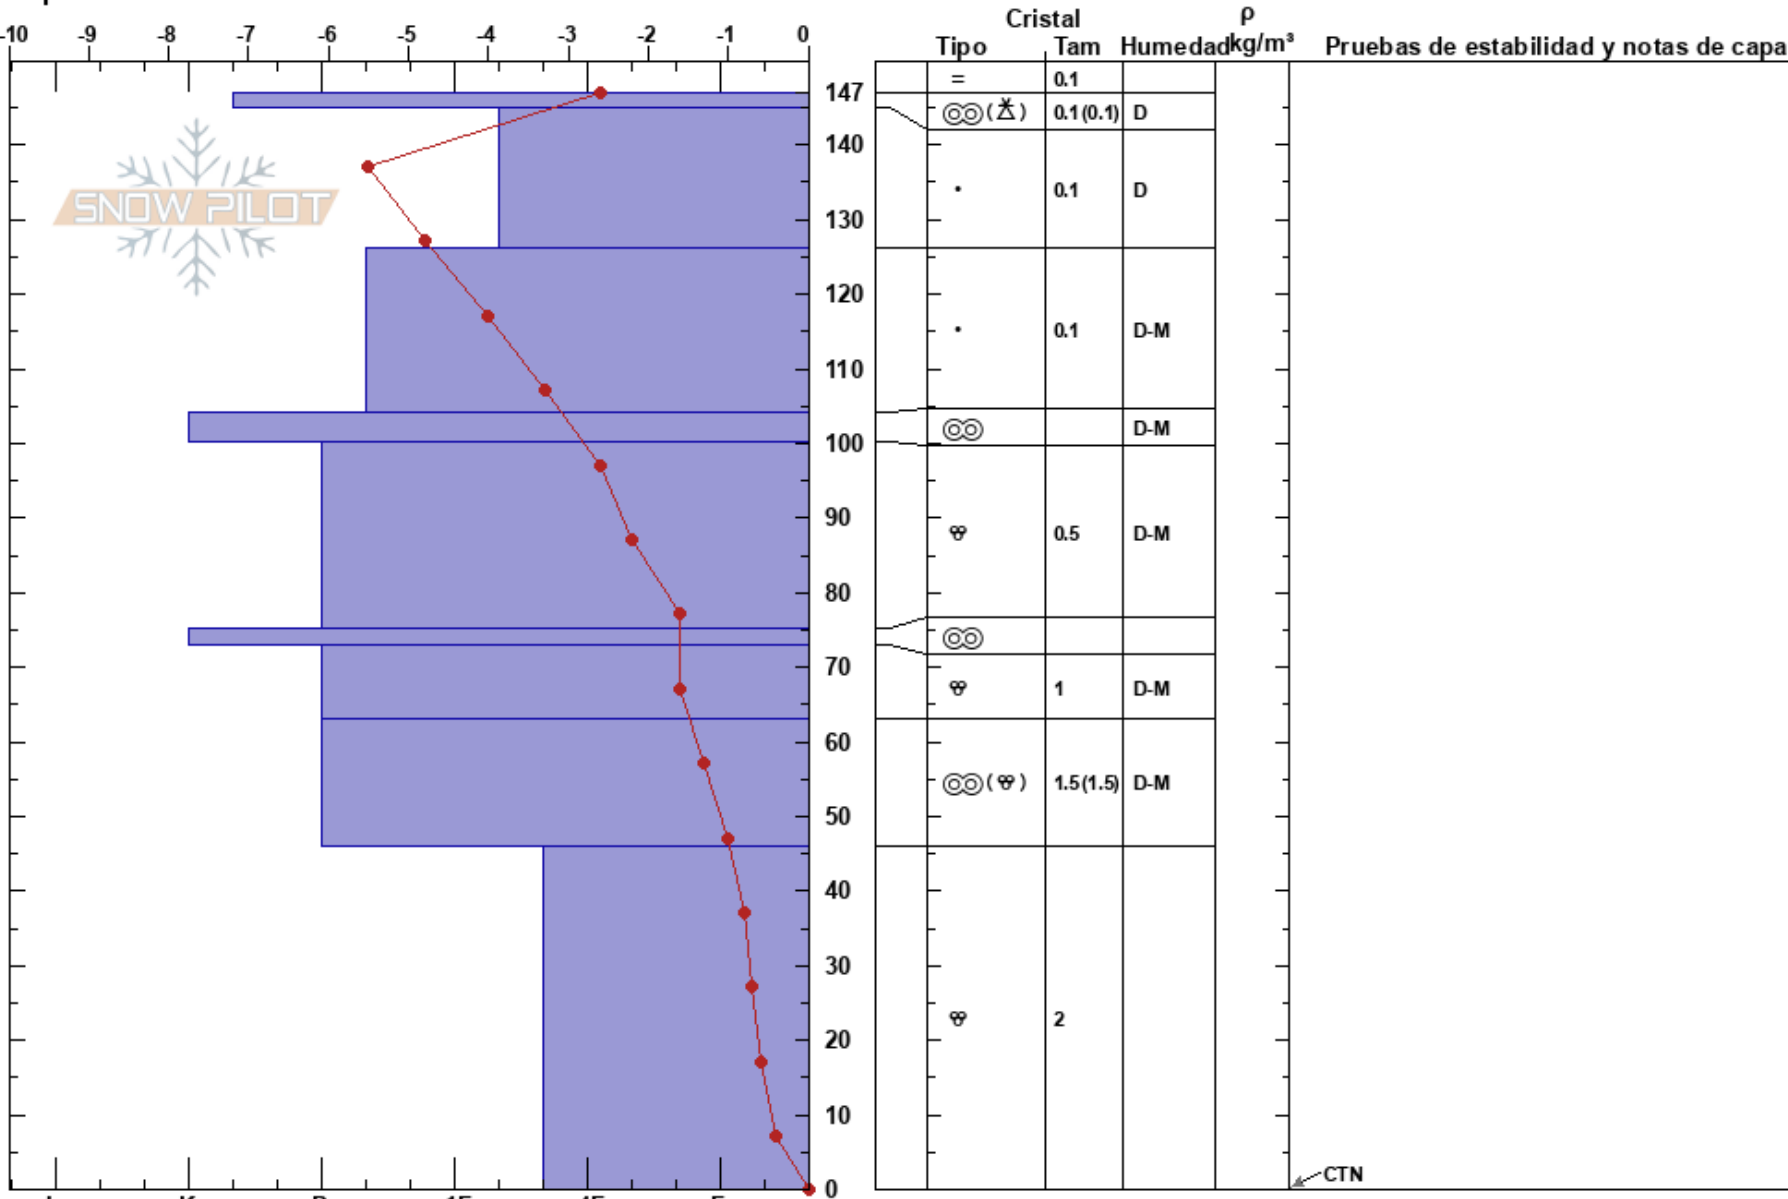 -10 -9 -8 -7 -6 -5 -4 -3 -2 -1 0
Cristal ρ
Tipo Tam Humedad kg/m³ Pruebas de estabilidad y notas de capa
= 0.1
147
0.1(0.1) D
140
SNOW PILOT
0.1 D
130
120
0.1 D-M
110
D-M
100
90
0.5 D-M
80
70
1 D-M
60
1.5(1.5) D-M
50
40
30
2
20
10
CTN
0